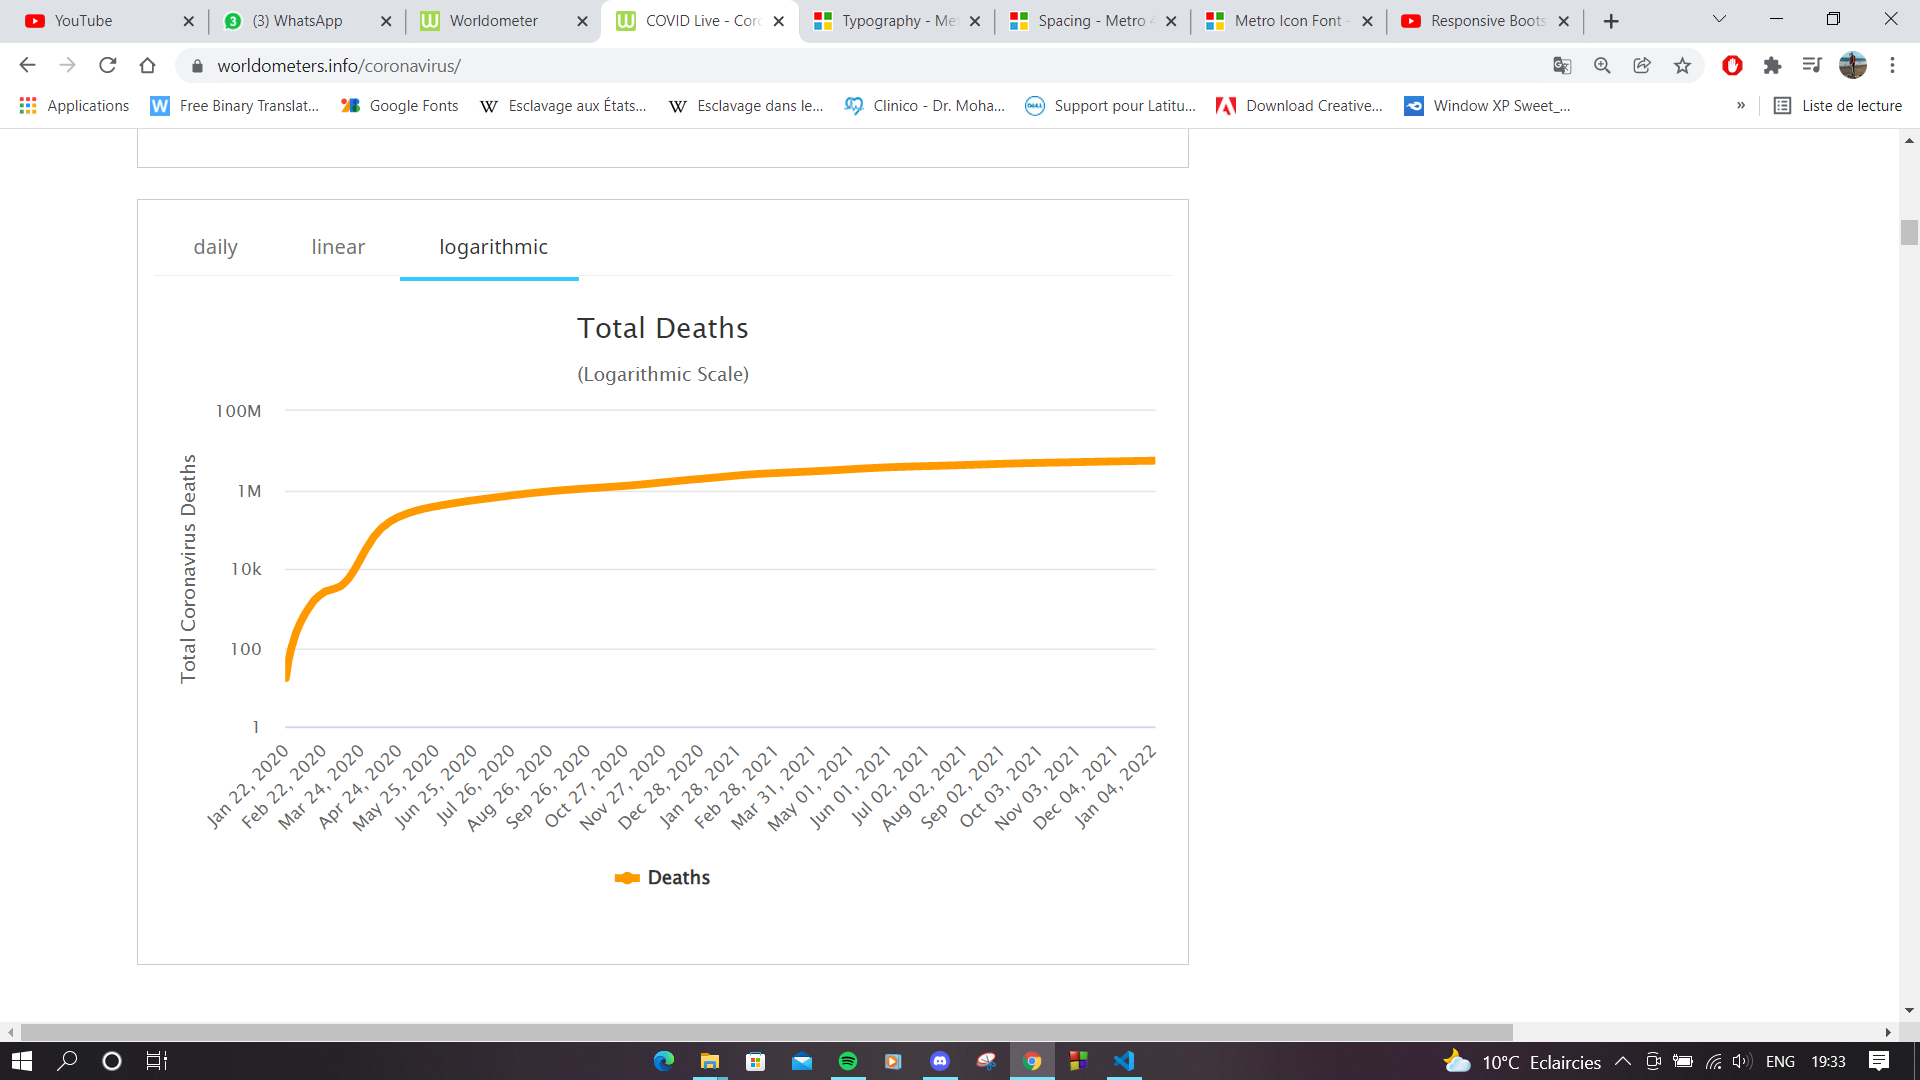 YouTube
(3) WhatsApp
Worldometer
COVID Live - Coro
Typography - Met
Spacing - Metro 4
Metro Icon Font -
Responsive Boots
worldometers.info/coronavirus/
Applications
Free Binary Translat...
Google Fonts
Esclavage aux États...
Esclavage dans le...
Clinico - Dr. Moha...
Support pour Latitu...
Download Creative...
Window XP Sweet_...
»
Liste de lecture
daily linear logarithmic
Total Deaths
(Logarithmic Scale)
Total Coronavirus Deaths
100M
1M
10k
100
1
Jan 22, 2020
Feb 22, 2020
Mar 24, 2020
Apr 24, 2020
May 25, 2020
Jun 25, 2020
Jul 26, 2020
Aug 26, 2020
Sep 26, 2020
Oct 27, 2020
Nov 27, 2020
Dec 28, 2020
Jan 28, 2021
Feb 28, 2021
Mar 31, 2021
May 01, 2021
Jun 01, 2021
Jul 02, 2021
Aug 02, 2021
Sep 02, 2021
Oct 03, 2021
Nov 03, 2021
Dec 04, 2021
Jan 04, 2022
Deaths
10°C Eclaircies
ENG
19:33